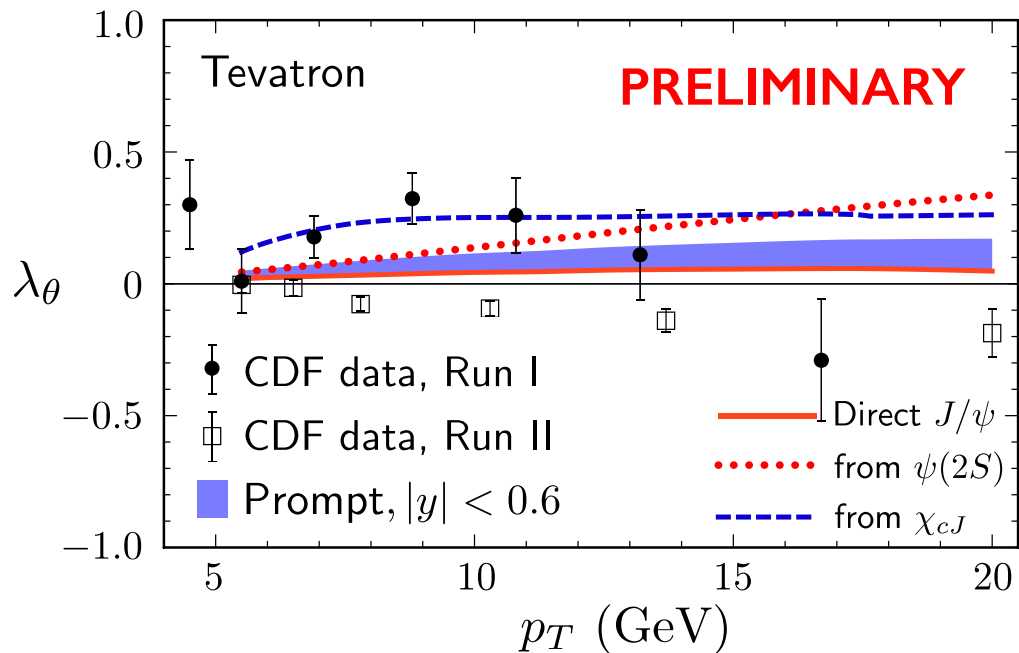 1.0
Tevatron
PRELIMINARY
0.5
λθ
0
CDF data, Run I
−0.5
Direct J/ψ
CDF data, Run II
from ψ(2S)
Prompt, |y| < 0.6
from χcJ
−1.0
5 10 15 20
pT (GeV)